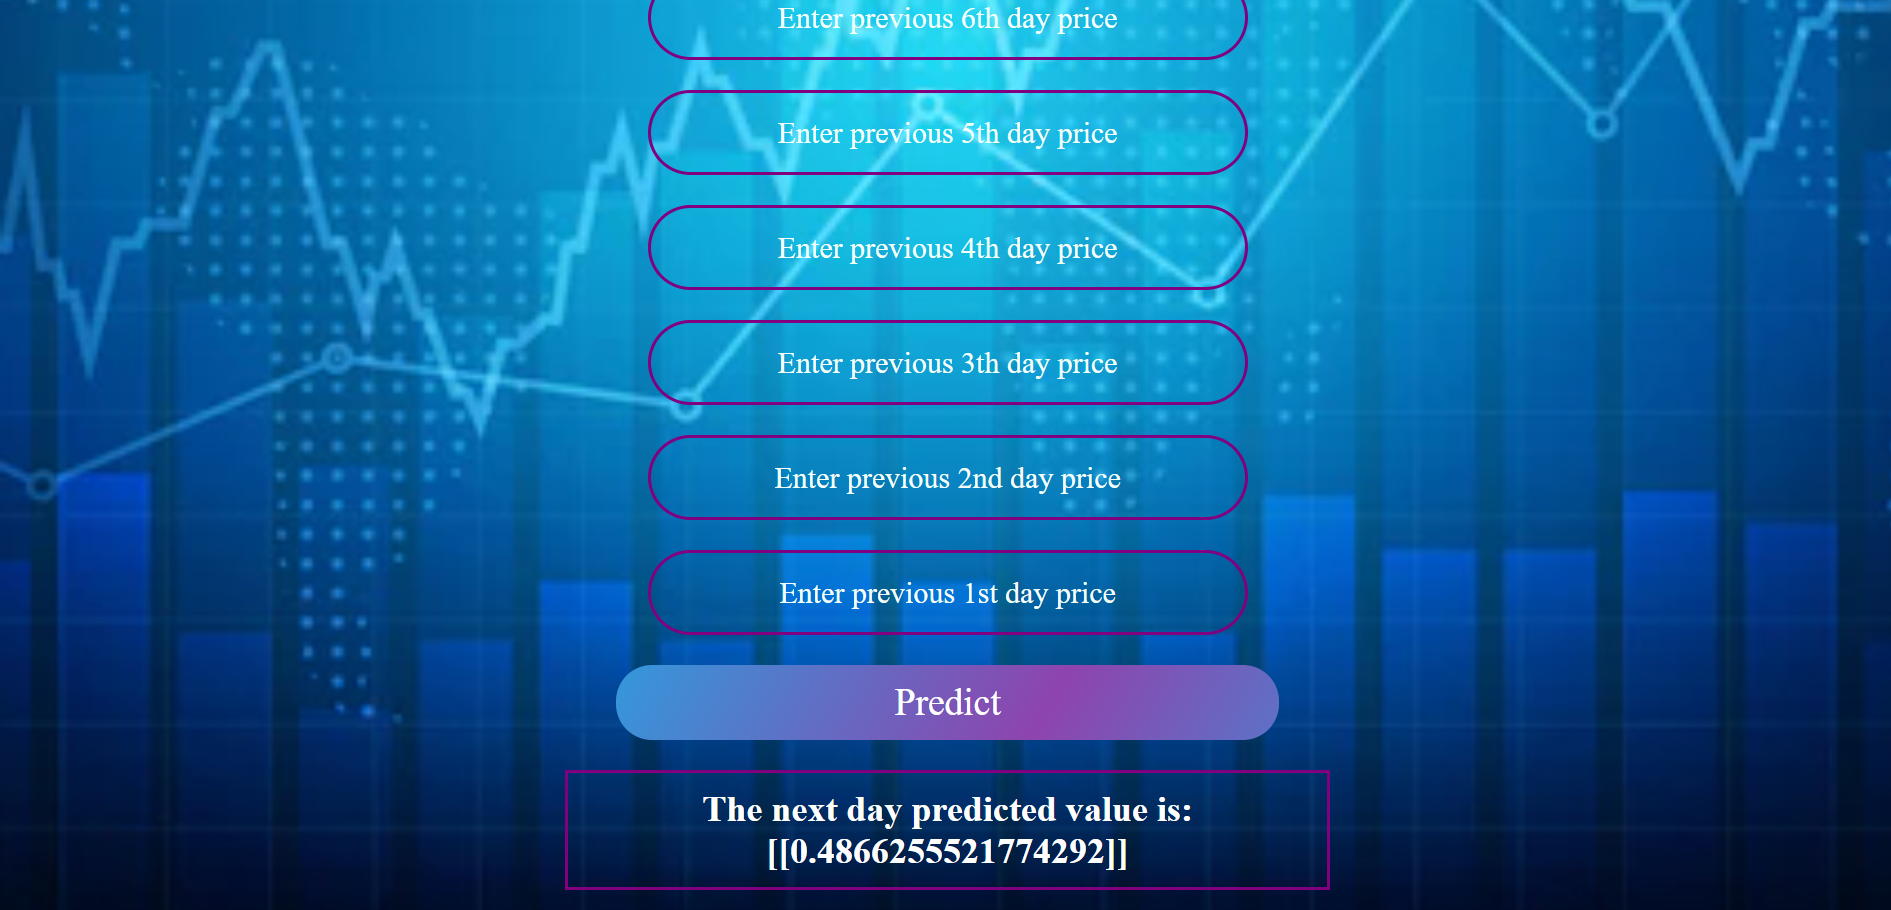 Enter previous 6th day price
Enter previous 5th day price
Enter previous 4th day price
Enter previous 3th day price
Enter previous 2nd day price
Enter previous 1st day price
Predict
The next day predicted value is:
[[0.4866255521774292]]